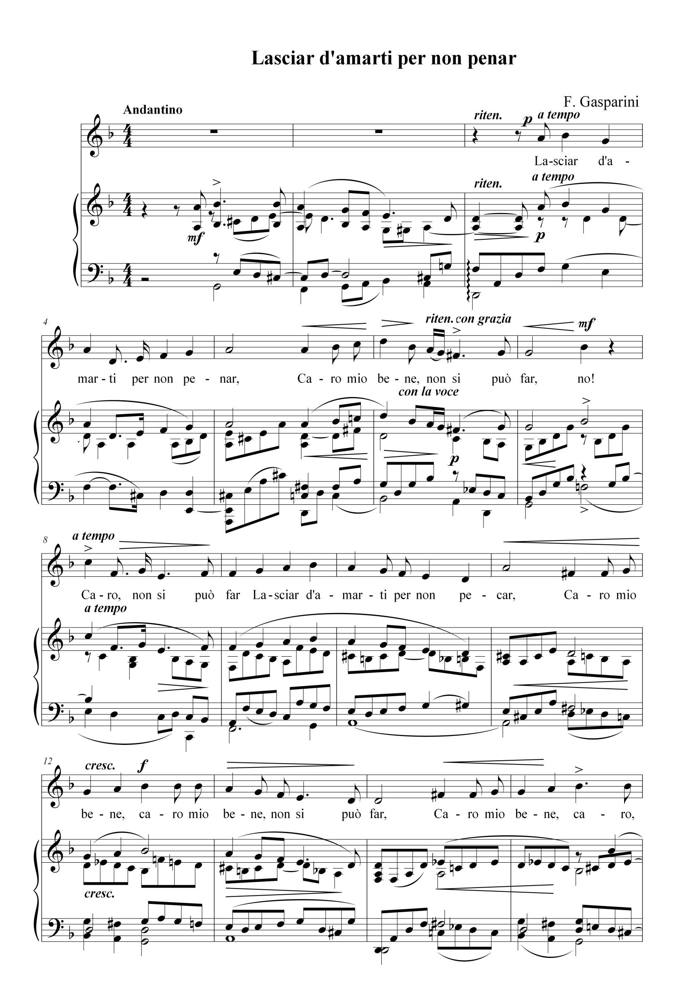 Lasciar d'amarti per non penar
F. Gasparini
Andantino
riten. p a tempo
La-sciar d'a -
riten. a tempo
mf p
4
riten. con grazia mf
mar - ti per non pe - nar, Ca - ro mio be - ne, non si può far, no!
con la voce
p
8
a tempo
Ca - ro, non si può far La - sciar d'a - mar - ti per non pe - car, Ca - ro mio
a tempo
12
cresc. f
be - ne, ca - ro mio be - ne, non si può far, Ca - ro mio be - ne, ca - ro,
cresc.